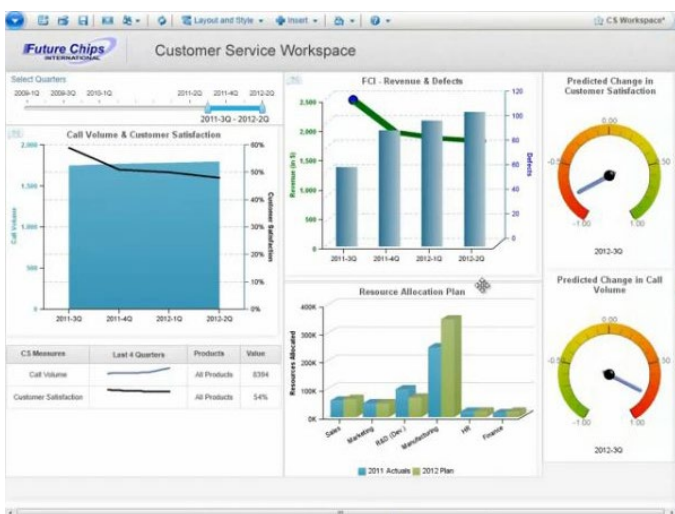 Layout and Style
Insert
CS Workspace*
Future Chips
INTERNATIONAL
Customer Service Workspace
Select Quarters
2009-1Q 2009-3Q 2010-1Q 2011-2Q 2011-4Q 2012-2Q
2011-3Q - 2012-2Q
Call Volume & Customer Satisfaction
2,000
1,500
1,000
500
0
Call Volume
60%
50%
40%
30%
20%
10%
0%
Customer Satisfaction
2011-3Q 2011-4Q 2012-1Q 2012-2Q
CS Measures Last 4 Quarters Products Value
Call Volume All Products 8394
Customer Satisfaction All Products 54%
FCI - Revenue & Defects
2,500
2,000
1,500
1,000
500
0
Revenue (in $)
120
100
80
60
40
20
0
Defects
2011-3Q 2011-4Q 2012-1Q 2012-2Q
Resource Allocation Plan
400K
300K
200K
100K
0K
Resources Allocated
Sales Marketing R&D (Dev.) Manufacturing HR Finance
2011 Actuals 2012 Plan
Predicted Change in
Customer Satisfaction
0.00
-0.50
0.50
-1.00 1.00
2012-3Q
Predicted Change in Call
Volume
0.00
-0.50
0.50
-1.00 1.00
2012-3Q